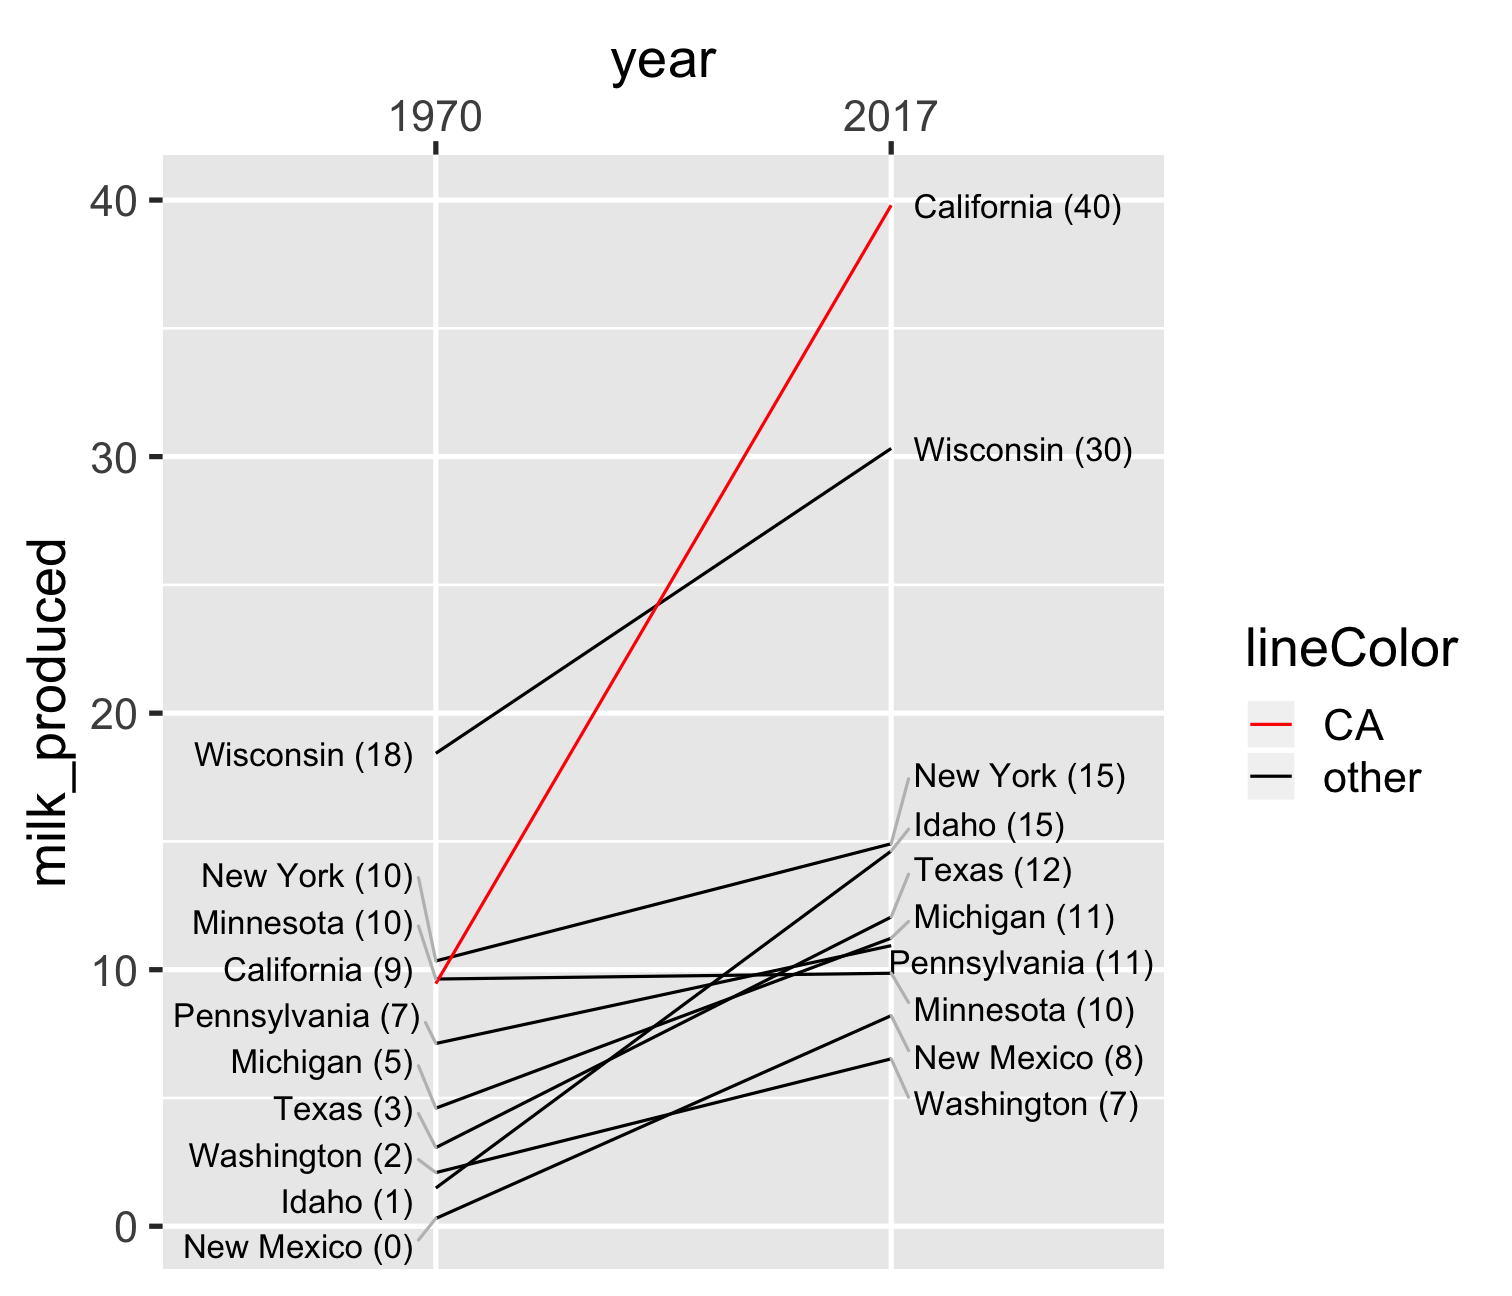 year
1970
2017
milk_produced
40
30
20
10
0
Wisconsin (18)
New York (10)
Minnesota (10)
California (9)
Pennsylvania (7)
Michigan (5)
Texas (3)
Washington (2)
Idaho (1)
New Mexico (0)
California (40)
Wisconsin (30)
New York (15)
Idaho (15)
Texas (12)
Michigan (11)
Pennsylvania (11)
Minnesota (10)
New Mexico (8)
Washington (7)
lineColor
CA
other